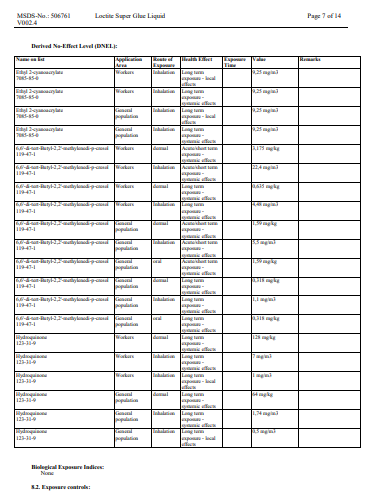 MSDS-No.: 506761 Loctite Super Glue Liquid Page 7 of 14
V002.4
Derived No-Effect Level (DNEL):
Name on list Application Area Route of Exposure Health Effect Exposure Time Value Remarks
Ethyl 2-cyanoacrylate 7085-85-0 Workers Inhalation Long term exposure - local effects 9,25 mg/m3
Ethyl 2-cyanoacrylate 7085-85-0 Workers Inhalation Long term exposure - systemic effects 9,25 mg/m3
Ethyl 2-cyanoacrylate 7085-85-0 General population Inhalation Long term exposure - local effects 9,25 mg/m3
Ethyl 2-cyanoacrylate 7085-85-0 General population Inhalation Long term exposure - systemic effects 9,25 mg/m3
6,6'-di-tert-Butyl-2,2'-methylenedi-p-cresol 119-47-1 Workers dermal Acute/short term exposure - systemic effects 3,175 mg/kg
6,6'-di-tert-Butyl-2,2'-methylenedi-p-cresol 119-47-1 Workers Inhalation Acute/short term exposure - systemic effects 22,4 mg/m3
6,6'-di-tert-Butyl-2,2'-methylenedi-p-cresol 119-47-1 Workers dermal Long term exposure - systemic effects 0,635 mg/kg
6,6'-di-tert-Butyl-2,2'-methylenedi-p-cresol 119-47-1 Workers Inhalation Long term exposure - systemic effects 4,48 mg/m3
6,6'-di-tert-Butyl-2,2'-methylenedi-p-cresol 119-47-1 General population dermal Acute/short term exposure - systemic effects 1,59 mg/kg
6,6'-di-tert-Butyl-2,2'-methylenedi-p-cresol 119-47-1 General population Inhalation Acute/short term exposure - systemic effects 5,5 mg/m3
6,6'-di-tert-Butyl-2,2'-methylenedi-p-cresol 119-47-1 General population oral Acute/short term exposure - systemic effects 1,59 mg/kg
6,6'-di-tert-Butyl-2,2'-methylenedi-p-cresol 119-47-1 General population dermal Long term exposure - systemic effects 0,318 mg/kg
6,6'-di-tert-Butyl-2,2'-methylenedi-p-cresol 119-47-1 General population Inhalation Long term exposure - systemic effects 1,1 mg/m3
6,6'-di-tert-Butyl-2,2'-methylenedi-p-cresol 119-47-1 General population oral Long term exposure - systemic effects 0,318 mg/kg
Hydroquinone 123-31-9 Workers dermal Long term exposure - systemic effects 128 mg/kg
Hydroquinone 123-31-9 Workers Inhalation Long term exposure - systemic effects 7 mg/m3
Hydroquinone 123-31-9 Workers Inhalation Long term exposure - local effects 1 mg/m3
Hydroquinone 123-31-9 General population dermal Long term exposure - systemic effects 64 mg/kg
Hydroquinone 123-31-9 General population Inhalation Long term exposure - systemic effects 1,74 mg/m3
Hydroquinone 123-31-9 General population Inhalation Long term exposure - local effects 0,5 mg/m3
Biological Exposure Indices:
None
8.2. Exposure controls: